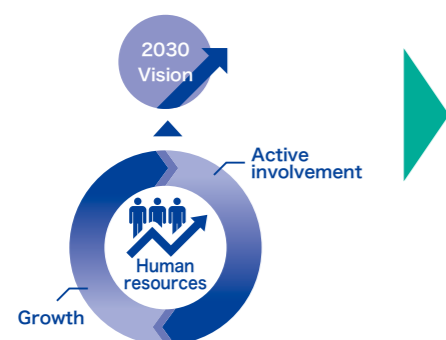 2030
Vision
Active
involvement
Human
resources
Growth